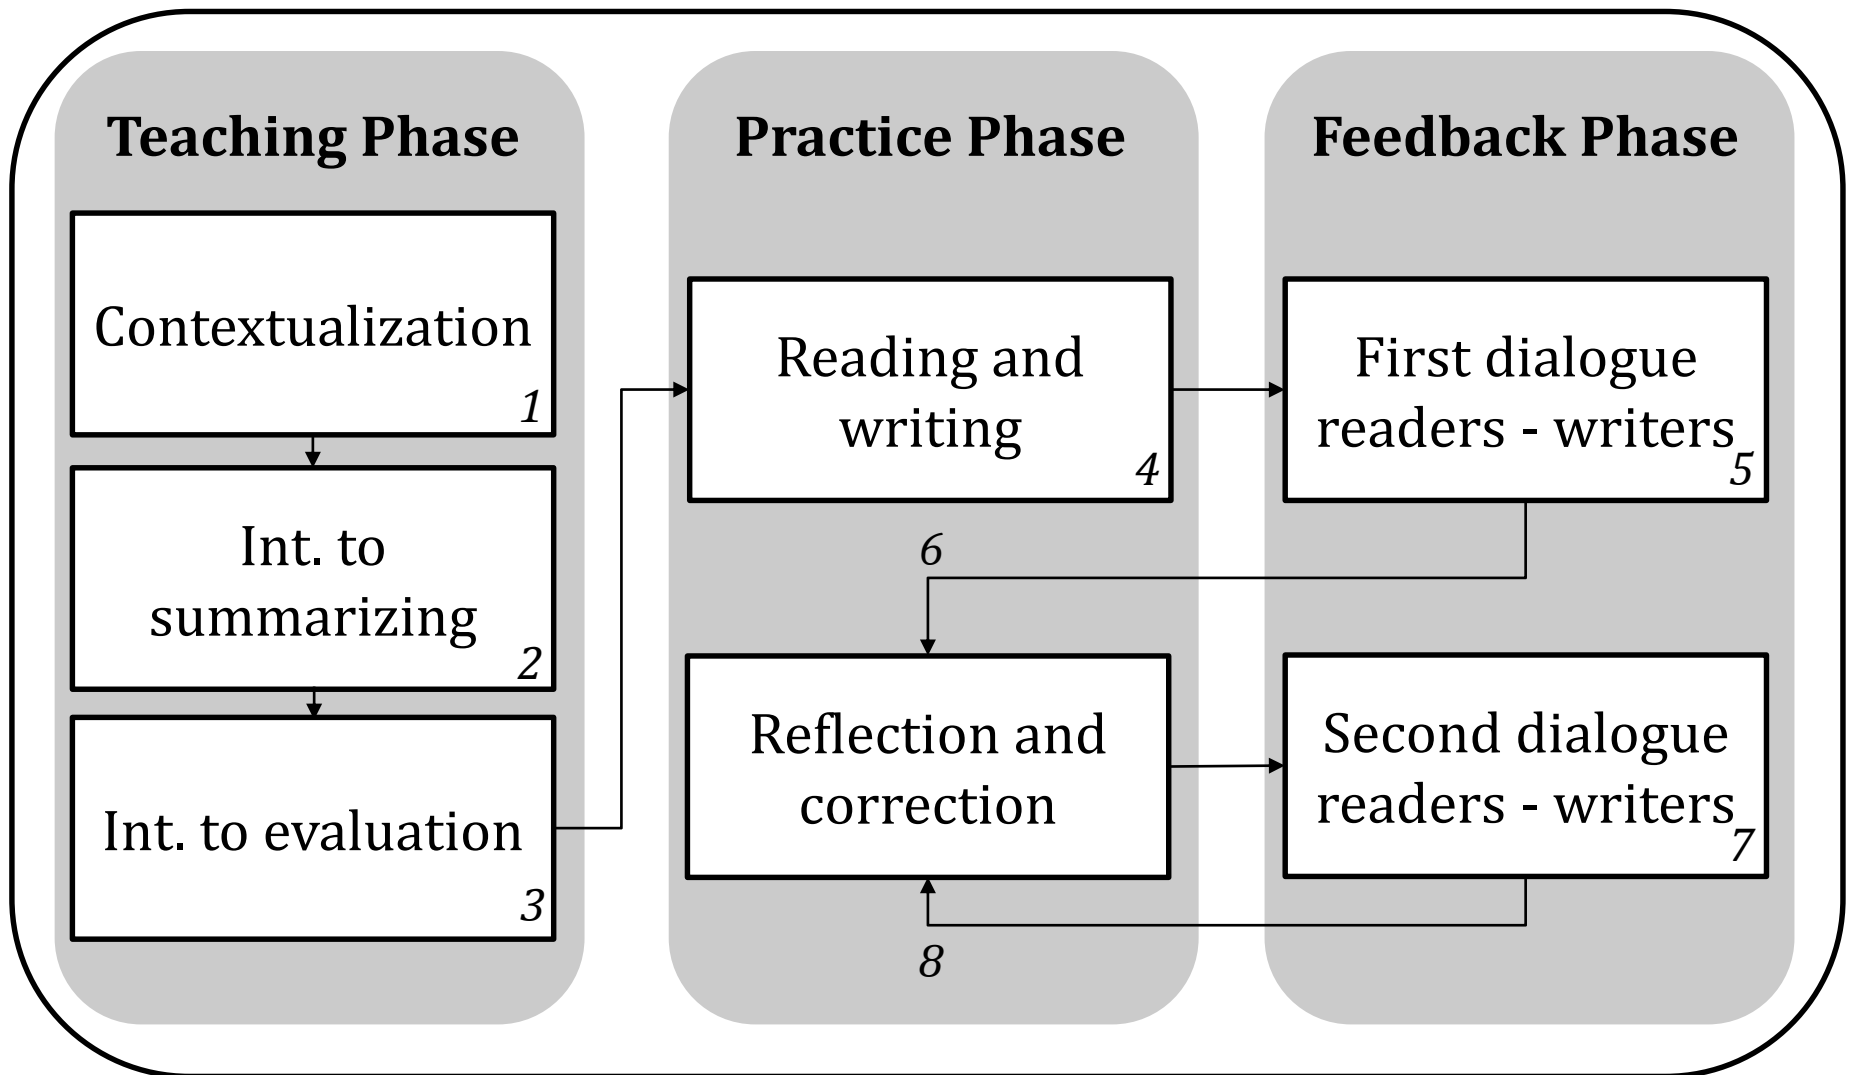 Teaching Phase
Contextualization
1
Int. to
summarizing
2
Int. to evaluation
3
Practice Phase
Reading and
writing
4
6
Reflection and
correction
8
Feedback Phase
First dialogue
readers - writers
5
Second dialogue
readers - writers
7